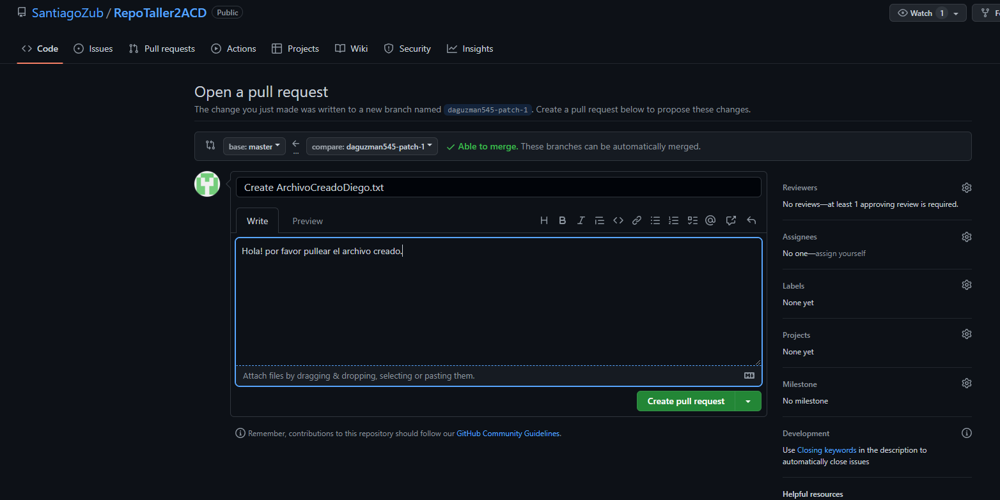 SantiagoZub / RepoTaller2ACD Public
Watch 1
Code Issues Pull requests Actions Projects Wiki Security Insights
Open a pull request
The change you just made was written to a new branch named daguzman545-patch-1. Create a pull request below to propose these changes.
base: master
compare: daguzman545-patch-1
Able to merge. These branches can be automatically merged.
Create ArchivoCreadoDiego.txt
Write Preview
Hola! por favor pullear el archivo creado.
Attach files by dragging & dropping, selecting or pasting them.
Create pull request
Remember, contributions to this repository should follow our GitHub Community Guidelines.
Reviewers
No reviews—at least 1 approving review is required.
Assignees
No one—assign yourself
Labels
None yet
Projects
None yet
Milestone
No milestone
Development
Use Closing keywords in the description to
automatically close issues
Helpful resources